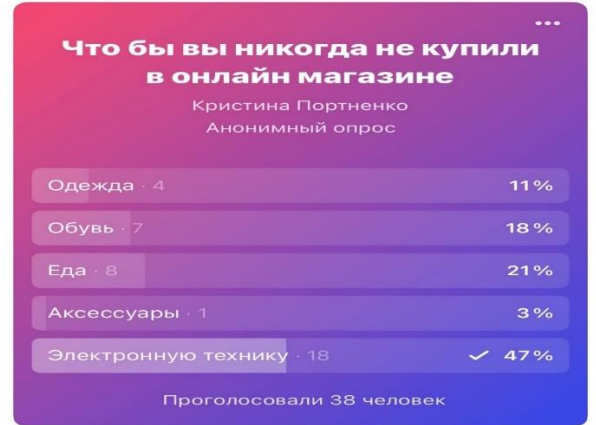 Что бы вы никогда не купили
в онлайн магазине
Кристина Портненко
Анонимный опрос
Одежда · 4 11%
Обувь · 7 18%
Еда · 8 21%
Аксессуары · 1 3%
Электронную технику · 18 47%
Проголосовали 38 человек